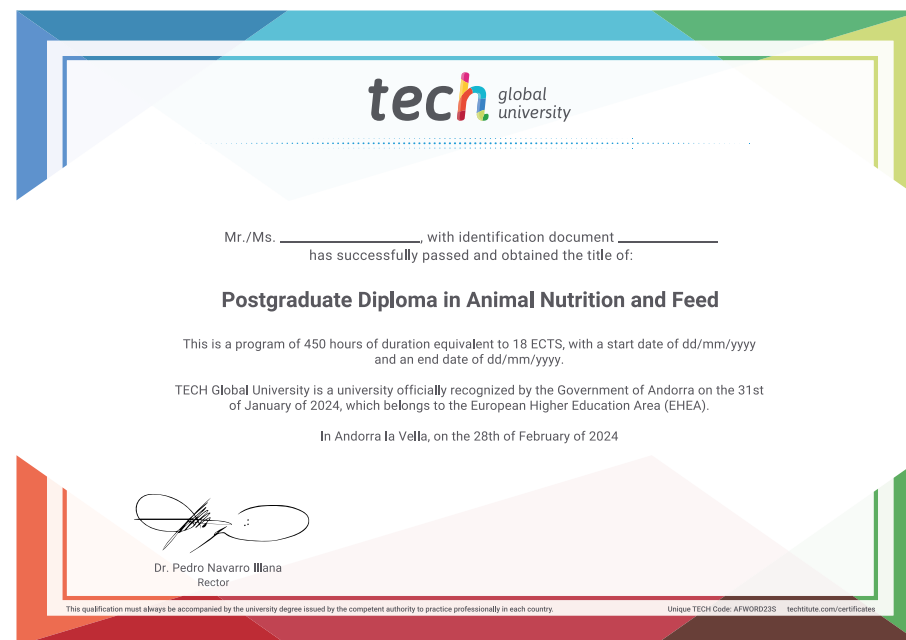 tech global university
Mr./Ms. ____________, with identification document ____________
has successfully passed and obtained the title of:
Postgraduate Diploma in Animal Nutrition and Feed
This is a program of 450 hours of duration equivalent to 18 ECTS, with a start date of dd/mm/yyyy
and an end date of dd/mm/yyyy.
TECH Global University is a university officially recognized by the Government of Andorra on the 31st
of January of 2024, which belongs to the European Higher Education Area (EHEA).
In Andorra la Vella, on the 28th of February of 2024
Dr. Pedro Navarro Illana
Rector
This qualification must always be accompanied by the university degree issued by the competent authority to practice professionally in each country.
Unique TECH Code: AFWORD23S techtitute.com/certificates